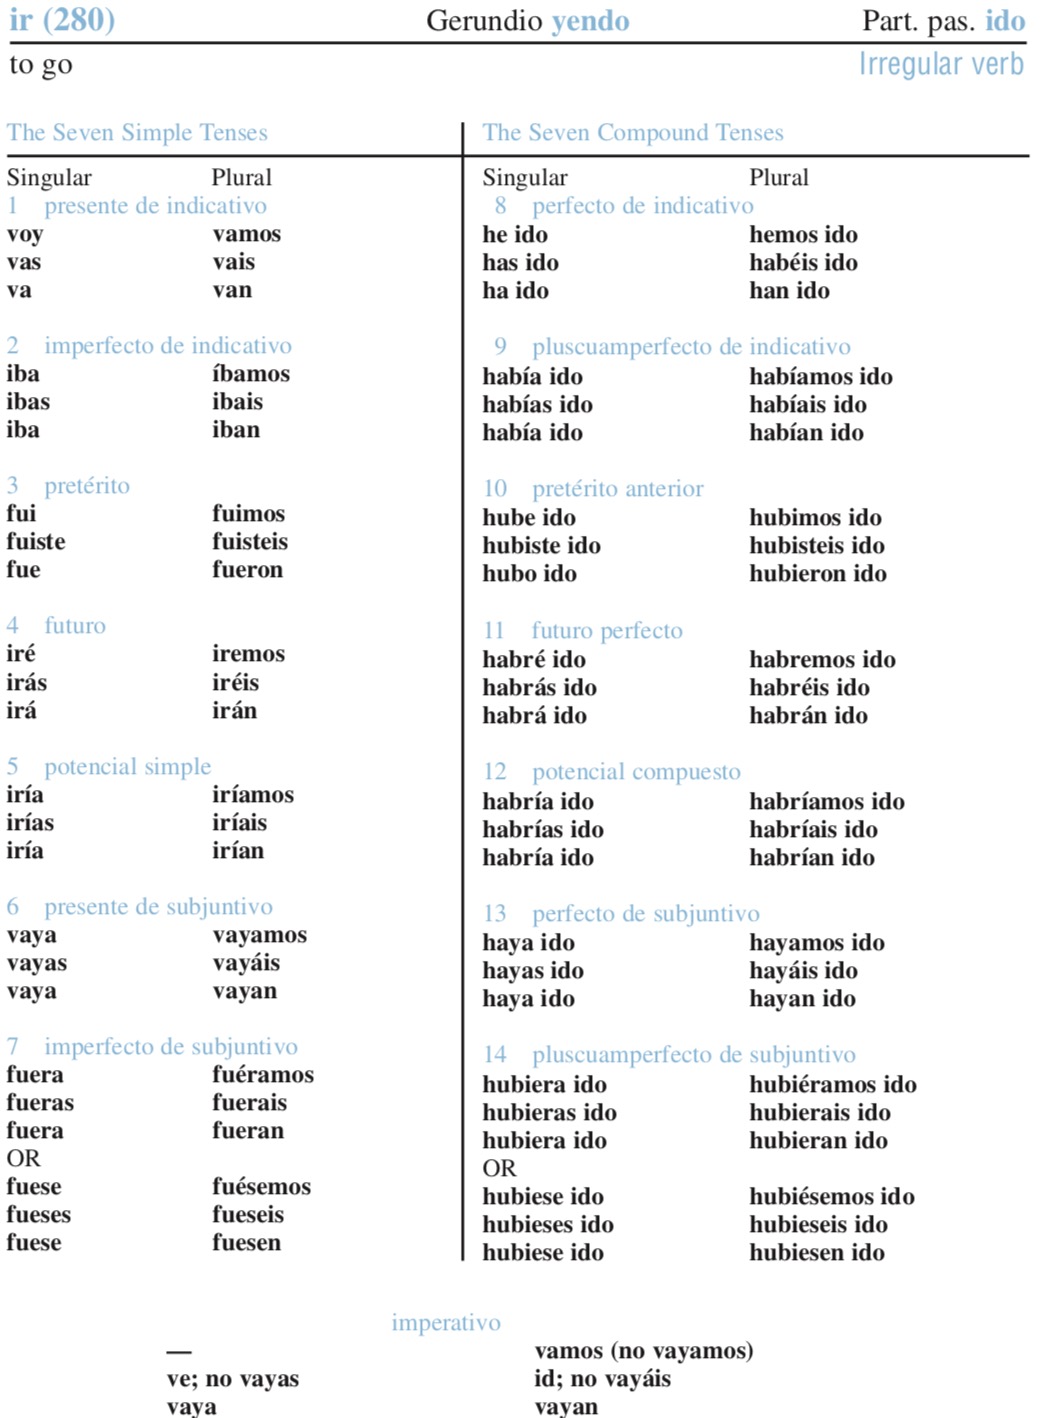 ir (280) Gerundio yendo Part. pas. ido
to go Irregular verb
The Seven Simple Tenses
Singular Plural
1 presente de indicativo
voy vamos
vas vais
va van
2 imperfecto de indicativo
iba íbamos
ibas ibais
iba iban
3 pretérito
fui fuimos
fuiste fuisteis
fue fueron
4 futuro
iré iremos
irás iréis
irá irán
5 potencial simple
iría iríamos
irías iríais
iría irían
6 presente de subjuntivo
vaya vayamos
vayas vayáis
vaya vayan
7 imperfecto de subjuntivo
fuera fuéramos
fueras fuerais
fuera fueran
OR
fuese fuésemos
fueses fueseis
fuese fuesen
The Seven Compound Tenses
Singular Plural
8 perfecto de indicativo
he ido hemos ido
has ido habéis ido
ha ido han ido
9 pluscuamperfecto de indicativo
había ido habíamos ido
habías ido habíais ido
había ido habían ido
10 pretérito anterior
hube ido hubimos ido
hubiste ido hubisteis ido
hubo ido hubieron ido
11 futuro perfecto
habré ido habremos ido
habrás ido habréis ido
habrá ido habrán ido
12 potencial compuesto
habría ido habríamos ido
habrías ido habríais ido
habría ido habrían ido
13 perfecto de subjuntivo
haya ido hayamos ido
hayas ido hayáis ido
haya ido hayan ido
14 pluscuamperfecto de subjuntivo
hubiera ido hubiéramos ido
hubieras ido hubierais ido
hubiera ido hubieran ido
OR
hubiese ido hubiésemos ido
hubieses ido hubieseis ido
hubiese ido hubiesen ido
imperativo
— vamos (no vayamos)
ve; no vayas id; no vayáis
vaya vayan